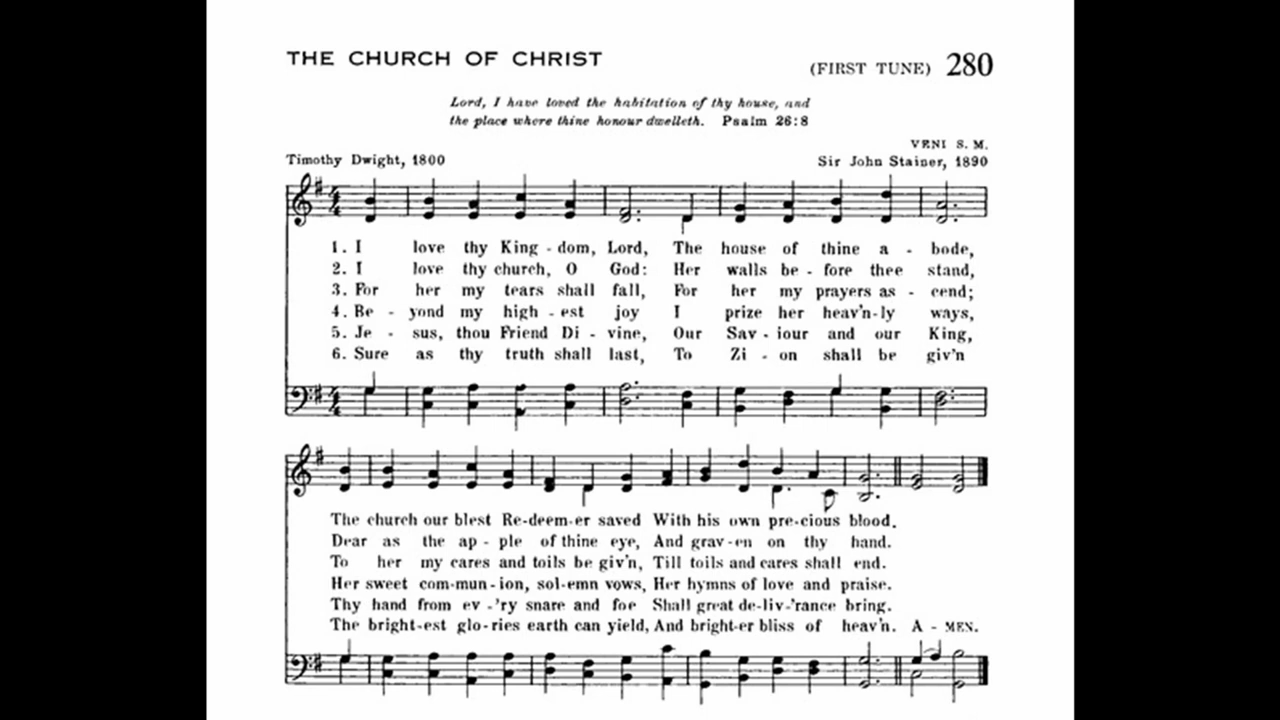 THE CHURCH OF CHRIST (FIRST TUNE) 280
Lord, I have loved the habitation of thy house, and
the place where thine honour dwelleth. Psalm 26:8
VENI S. M.
Timothy Dwight, 1800 Sir John Stainer, 1890
1. I love thy King - dom, Lord, The house of thine a - bode,
2. I love thy church, O God: Her walls be - fore thee stand,
3. For her my tears shall fall, For her my prayers as - cend;
4. Be - yond my high - est joy I prize her heav'n-ly ways,
5. Je - sus, thou Friend Di - vine, Our Sav - iour and our King,
6. Sure as thy truth shall last, To Zi - on shall be giv'n
The church our blest Re-deem-er saved With his own pre-cious blood.
Dear as the ap - ple of thine eye, And grav-en on thy hand.
To her my cares and toils be giv'n, Till toils and cares shall end.
Her sweet com-mun-ion, sol-emn vows, Her hymns of love and praise.
Thy hand from ev-'ry snare and foe Shall great de-liv-'rance bring.
The bright-est glo-ries earth can yield, And bright-er bliss of heav'n. A - MEN.